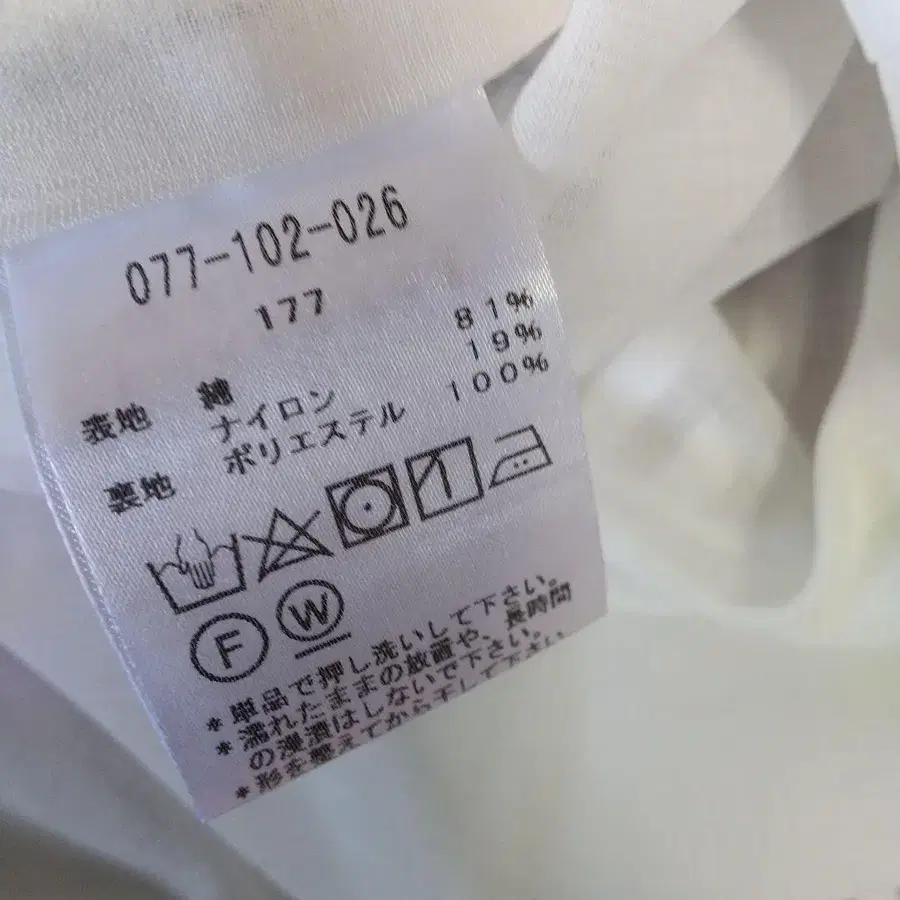 077-102-026
177
表地 綿 81%
ナイロン 19%
裏地 ポリエステル 100%
F W
*単品で押し洗いして下さい。
*濡れたままの放置や、長時間
の浸漬はしないで下さい。
*形を整えてから干して下さい